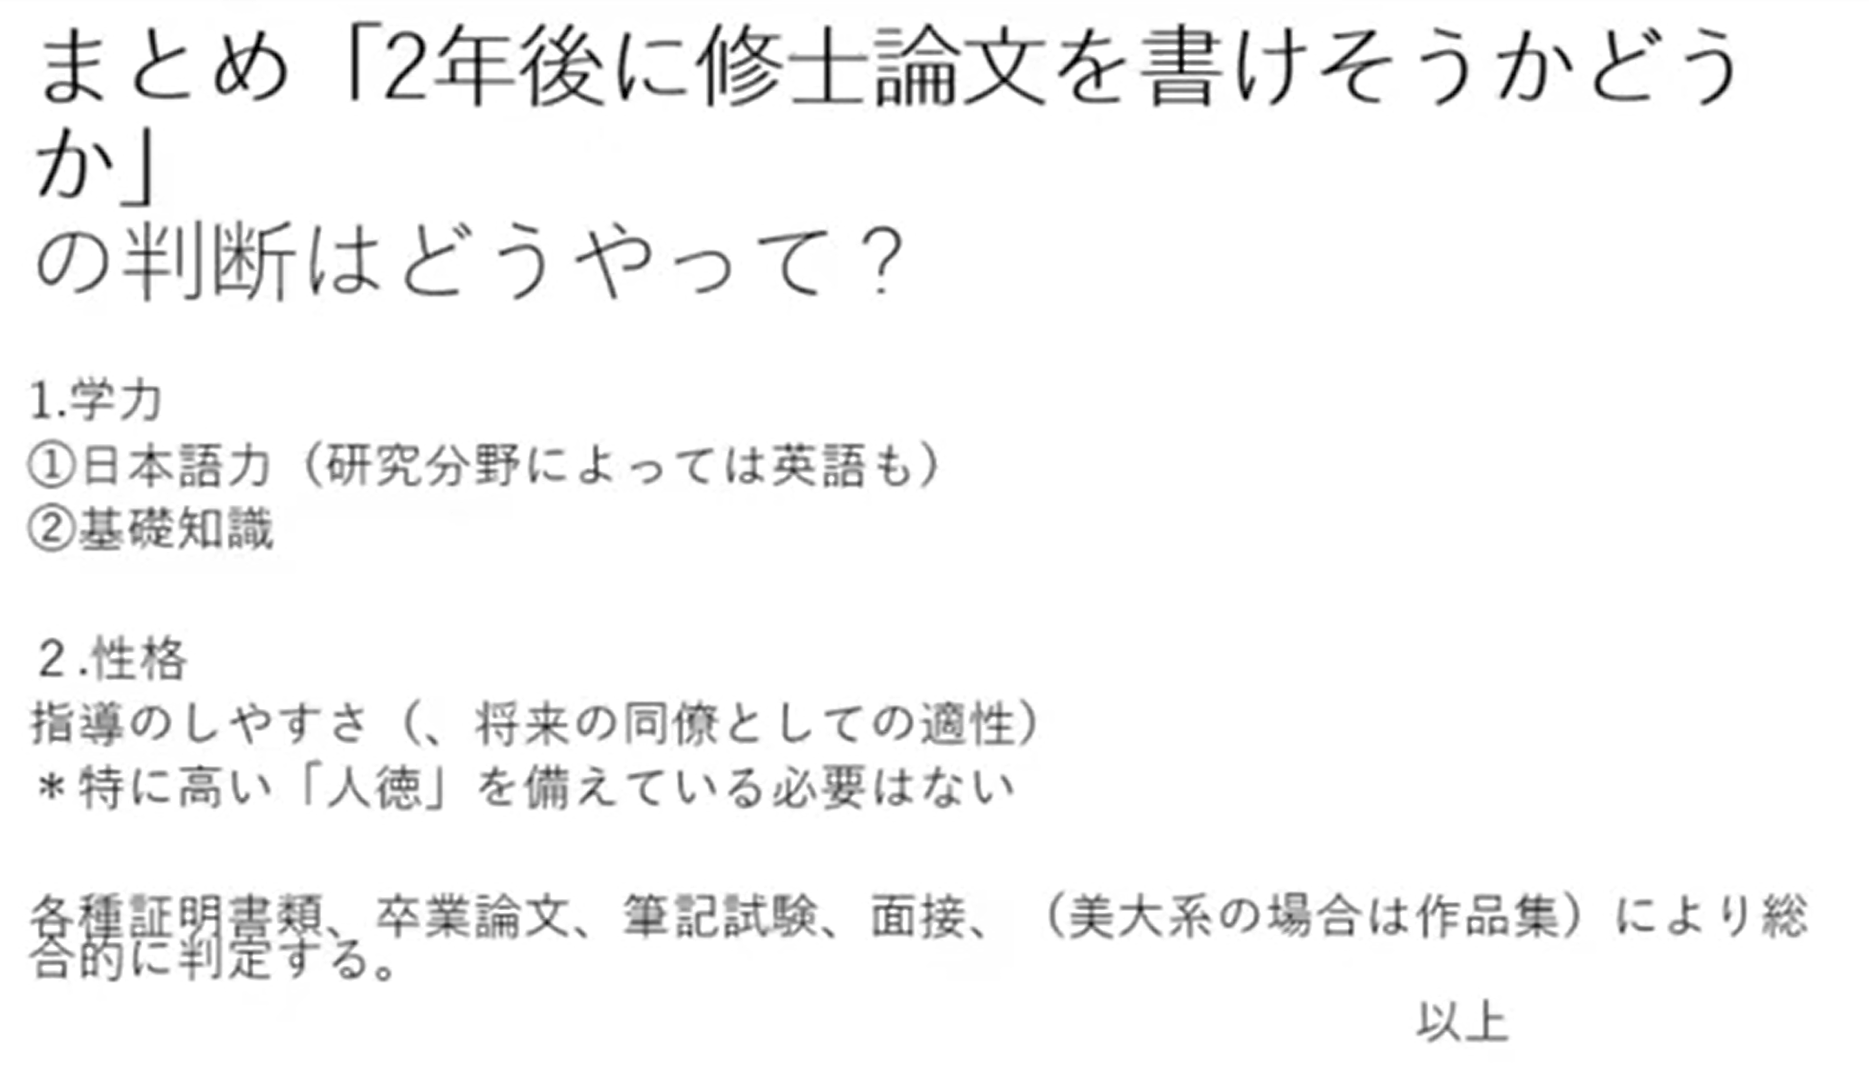 まとめ「2年後に修士論文を書けそうかどう
か」
の判断はどうやって？
1.学力
①日本語力（研究分野によっては英語も）
②基礎知識
２.性格
指導のしやすさ（、将来の同僚としての適性）
＊特に高い「人徳」を備えている必要はない
各種証明書類、卒業論文、筆記試験、面接、（美大系の場合は作品集）により総
合的に判定する。
以上